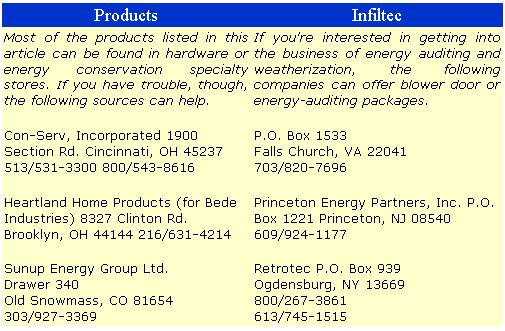 Products
Most of the products listed in this
article can be found in hardware or
energy conservation specialty
stores. If you have trouble, though,
the following sources can help.
Con-Serv, Incorporated 1900
Section Rd. Cincinnati, OH 45237
513/531-3300 800/543-8616
Heartland Home Products (for Bede
Industries) 8327 Clinton Rd.
Brooklyn, OH 44144 216/631-4214
Sunup Energy Group Ltd.
Drawer 340
Old Snowmass, CO 81654
303/927-3369
Infiltec
If you're interested in getting into
the business of energy auditing and
weatherization, the following
companies can offer blower door or
energy-auditing packages.
P.O. Box 1533
Falls Church, VA 22041
703/820-7696
Princeton Energy Partners, Inc. P.O.
Box 1221 Princeton, NJ 08540
609/924-1177
Retrotec P.O. Box 939
Ogdensburg, NY 13669
800/267-3861
613/745-1515